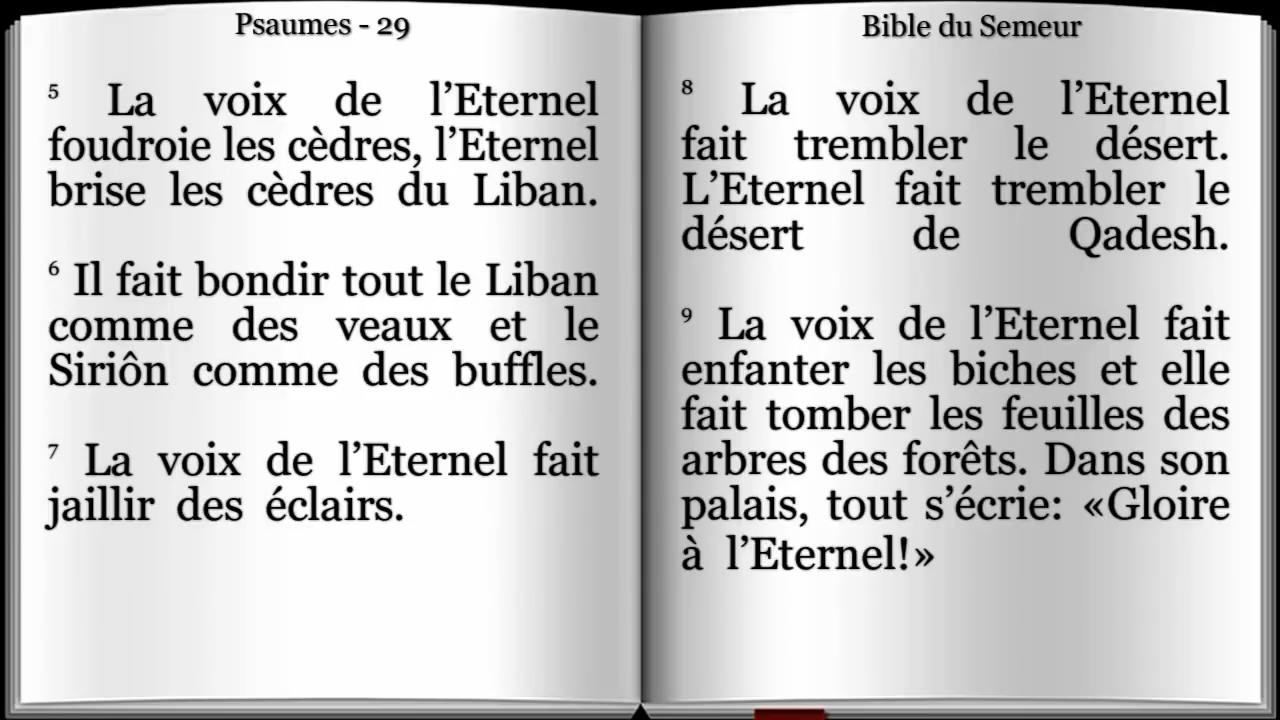 Psaumes - 29
5 La voix de l’Eternel
foudroie les cèdres, l’Eternel
brise les cèdres du Liban.
6 Il fait bondir tout le Liban
comme des veaux et le
Siriôn comme des buffles.
7 La voix de l’Eternel fait
jaillir des éclairs.
Bible du Semeur
8 La voix de l’Eternel
fait trembler le désert.
L’Eternel fait trembler le
désert de Qadesh.
9 La voix de l’Eternel fait
enfanter les biches et elle
fait tomber les feuilles des
arbres des forêts. Dans son
palais, tout s’écrie: «Gloire
à l’Eternel!»